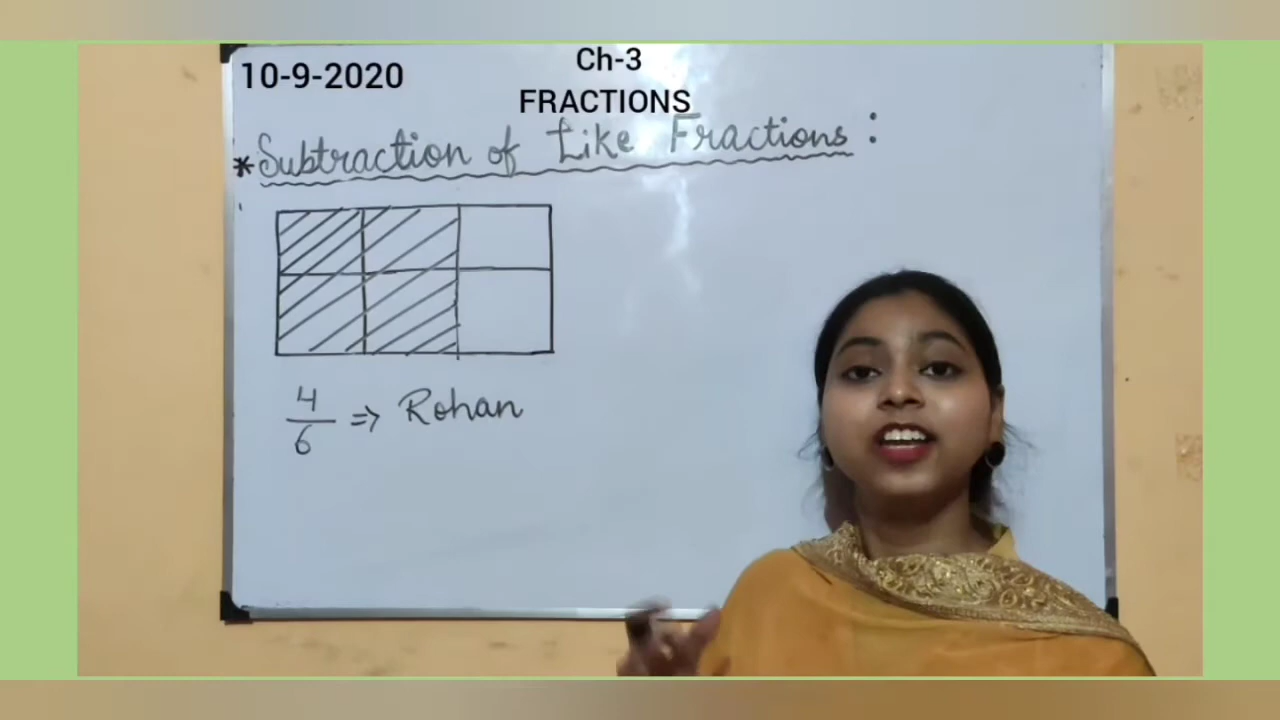 10-9-2020
Ch-3
FRACTIONS
* Subtraction of Like Fractions :
4
6
⇒ Rohan